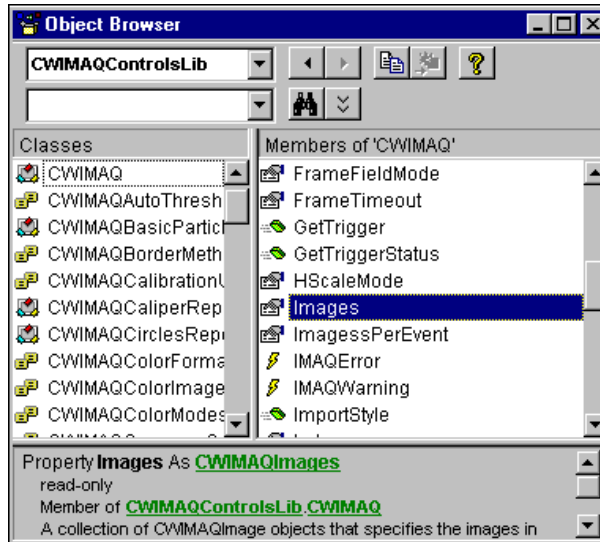 Object Browser
CWIMAQControlsLib
Classes
Members of 'CWIMAQ'
CWIMAQ
FrameFieldMode
CWIMAQAutoThresh
FrameTimeout
CWIMAQBasicParticl
GetTrigger
CWIMAQBorderMeth
GetTriggerStatus
CWIMAQCalibrationU
HScaleMode
CWIMAQCaliperRep
Images
CWIMAQCirclesRepo
ImagessPerEvent
CWIMAQColorForma
IMAQError
CWIMAQColorImage
IMAQWarning
CWIMAQColorModes
ImportStyle
Property Images As CWIMAQImages
read-only
Member of CWIMAQControlsLib.CWIMAQ
A collection of CWIMAQImage objects that specifies the images in